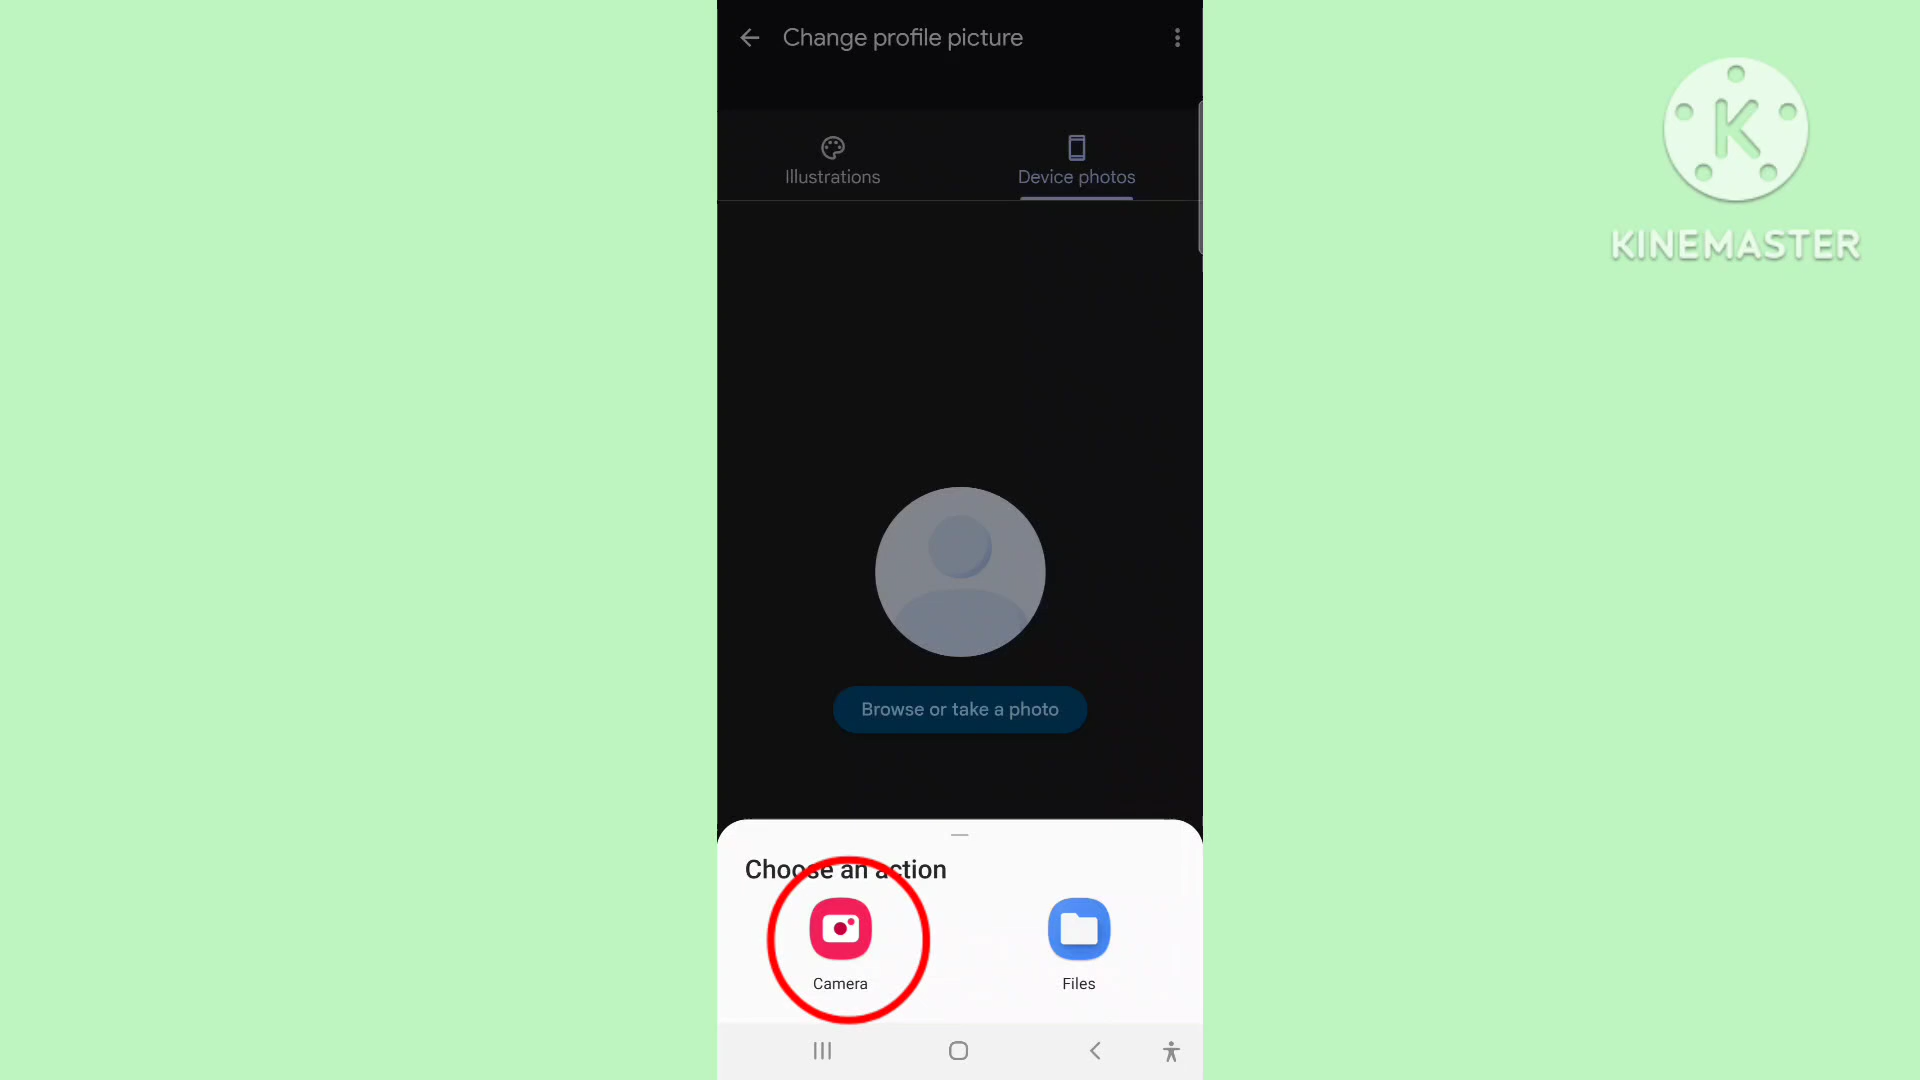 Change profile picture
Illustrations
Device photos
K
KINEMASTER
Browse or take a photo
Choose an action
Camera
Files